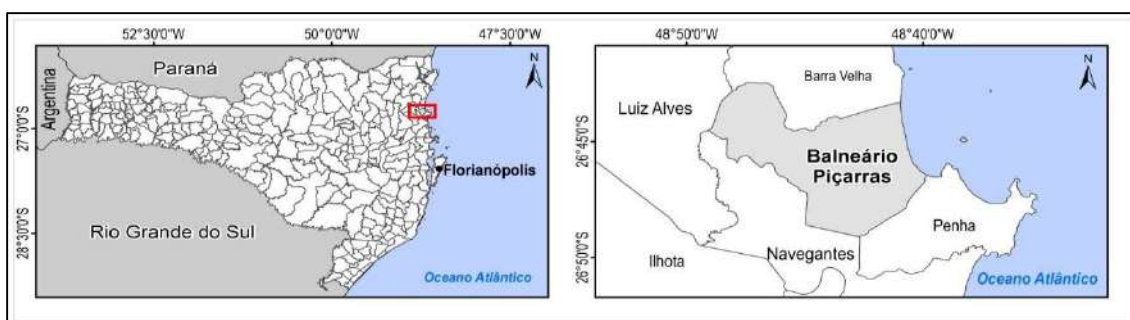 52°30'0"W
50°0'0"W
47°30'0"W
Argentina
Paraná
N
27°0'0"S
Florianópolis
Rio Grande do Sul
28°30'0"S
Oceano Atlântico
48°50'0"W
48°40'0"W
Barra Velha
N
Luiz Alves
26°45'0"S
Balneário
Piçarras
Penha
Navegantes
Ilhota
26°50'0"S
Oceano Atlântico